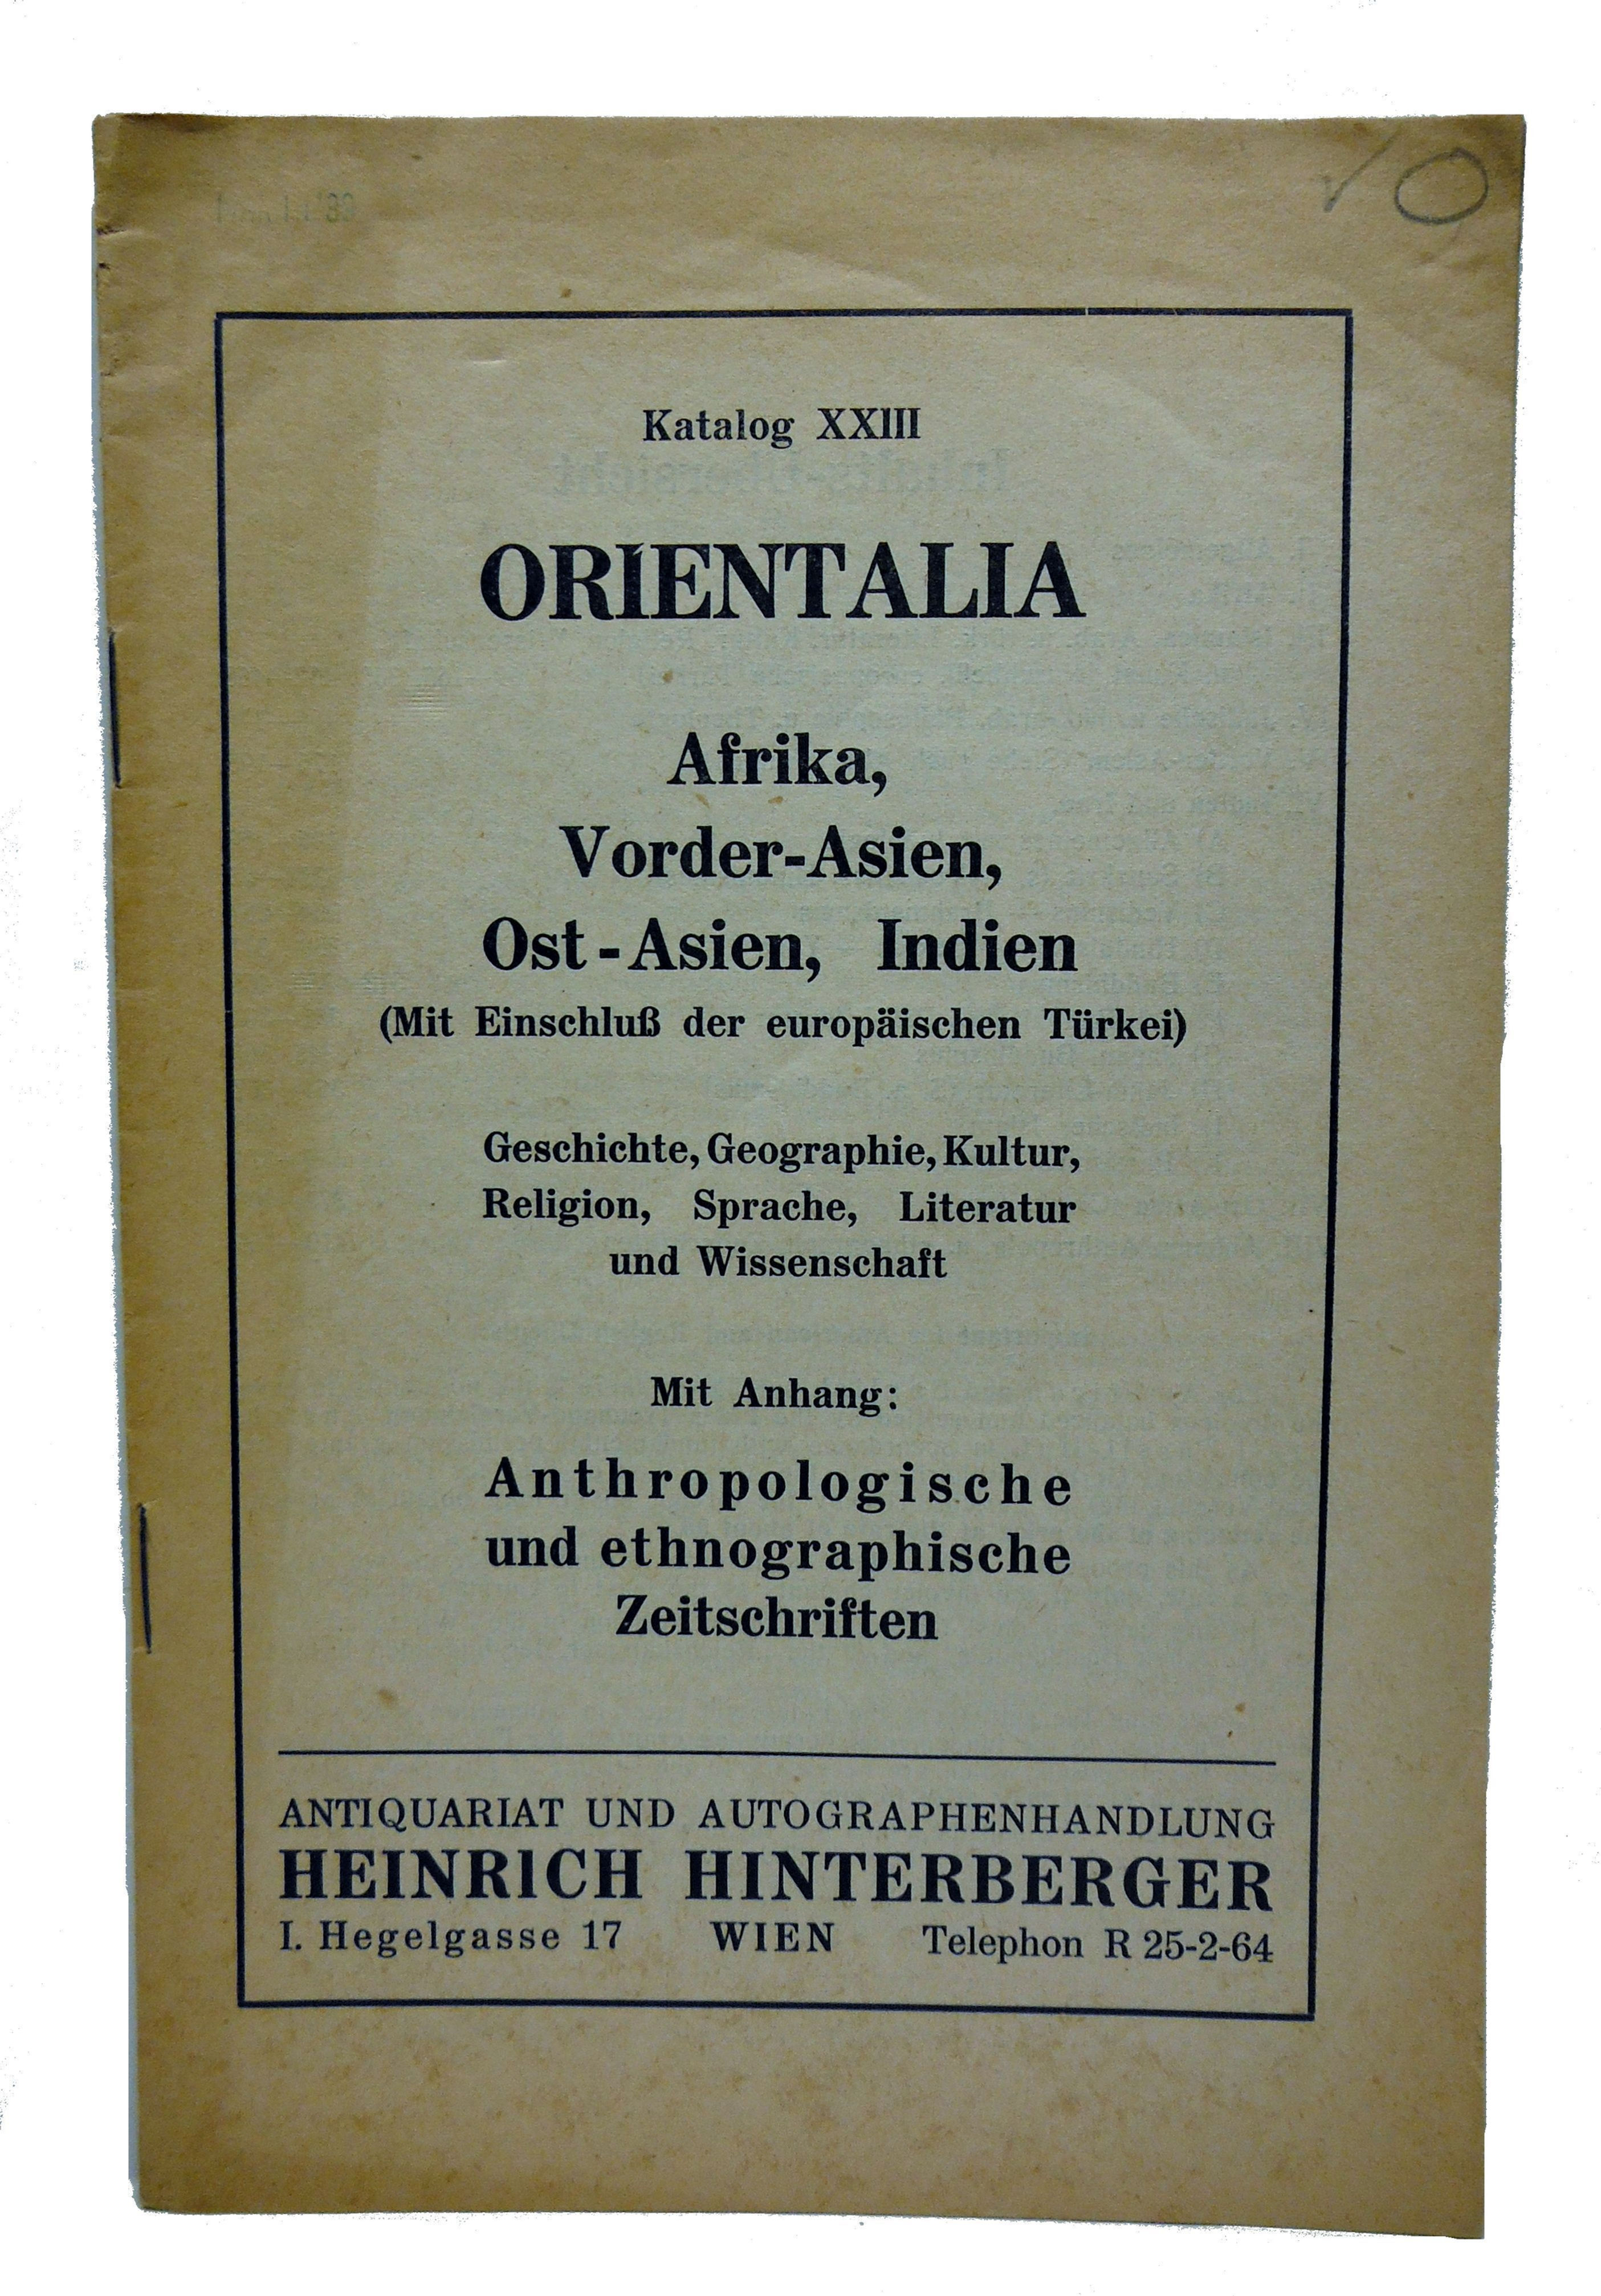 Katalog XXIII
ORIENTALIA
Afrika,
Vorder-Asien,
Ost-Asien, Indien
(Mit Einschluß der europäischen Türkei)
Geschichte, Geographie, Kultur,
Religion, Sprache, Literatur
und Wissenschaft
Mit Anhang:
Anthropologische
und ethnographische
Zeitschriften
ANTIQUARIAT UND AUTOGRAPHENHANDLUNG
HEINRICH HINTERBERGER
I. Hegelgasse 17 WIEN Telephon R 25-2-64